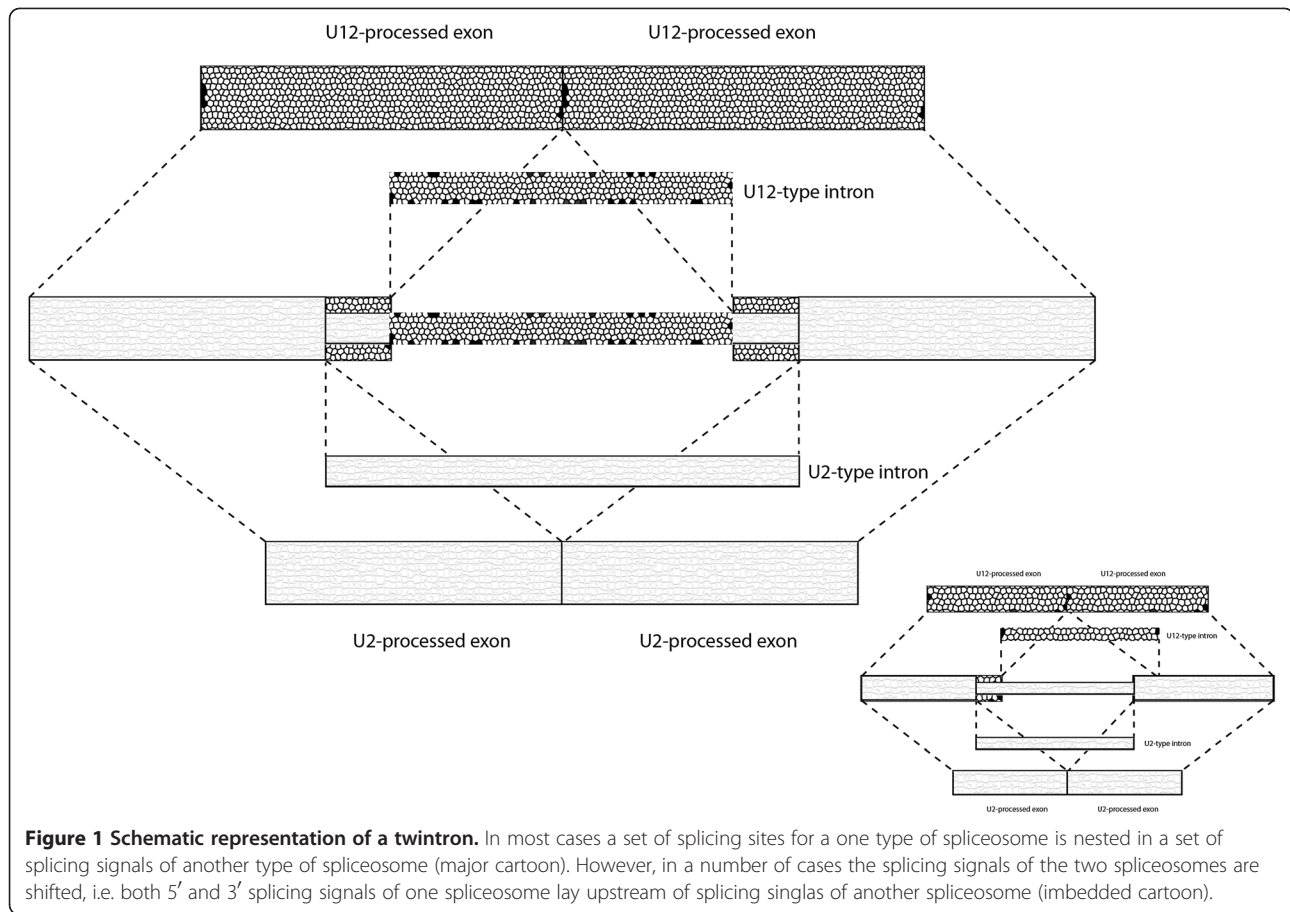 U12-processed exon U12-processed exon
U12-type intron
U2-type intron
U2-processed exon U2-processed exon
U12-processed exon U12-processed exon
U12-type intron
U2-type intron
U2-processed exon U2-processed exon
Figure 1 Schematic representation of a twintron. In most cases a set of splicing sites for a one type of spliceosome is nested in a set of
splicing signals of another type of spliceosome (major cartoon). However, in a number of cases the splicing signals of the two spliceosomes are
shifted, i.e. both 5′ and 3′ splicing signals of one spliceosome lay upstream of splicing singlas of another spliceosome (imbedded cartoon).